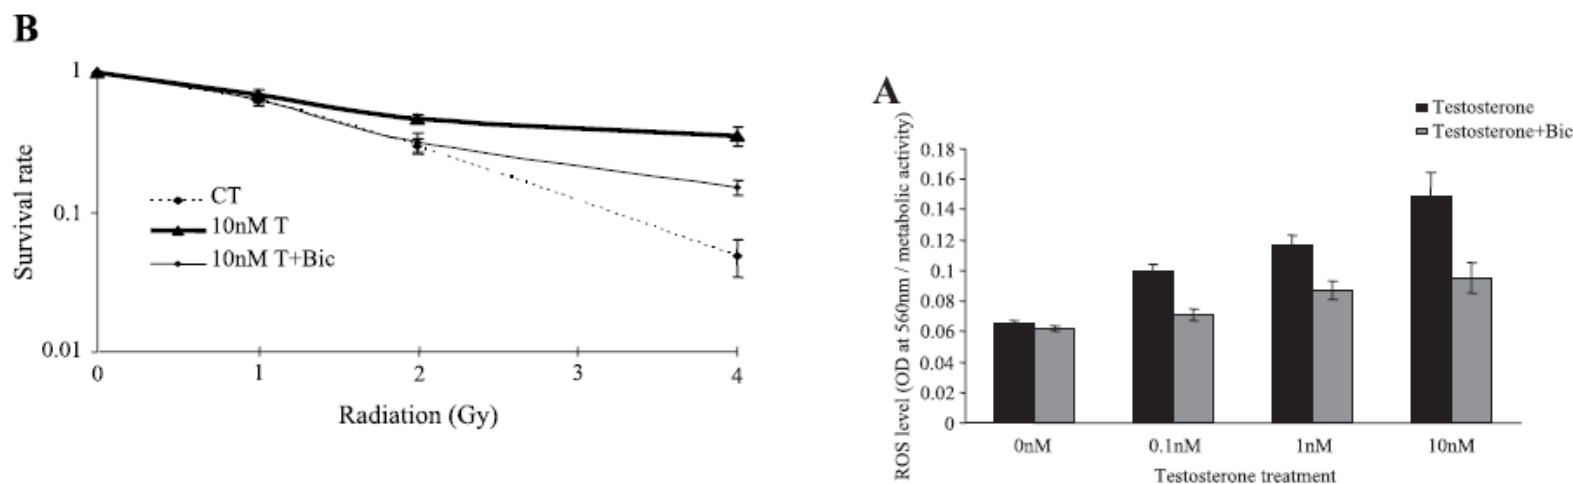 B
1
0.1
0.01
Survival rate
CT
10nM T
10nM T+Bic
0 1 2 3 4
Radiation (Gy)
A
Testosterone
Testosterone+Bic
ROS level (OD at 560nm / metabolic activity)
0.18
0.16
0.14
0.12
0.1
0.08
0.06
0.04
0.02
0
0nM 0.1nM 1nM 10nM
Testosterone treatment